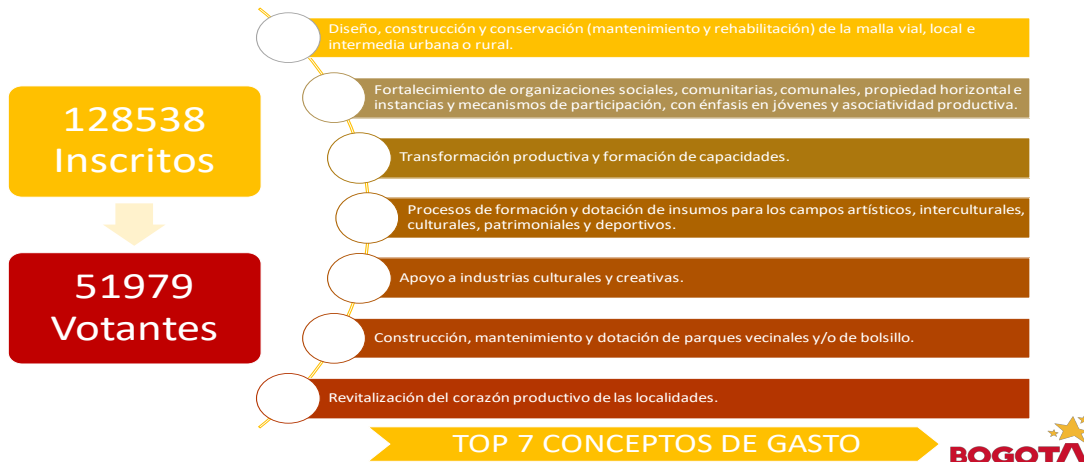 128538
Inscritos
51979
Votantes
Diseño, construcción y conservación (mantenimiento y rehabilitación) de la malla vial, local e
intermedia urbana o rural.
Fortalecimiento de organizaciones sociales, comunitarias, comunales, propiedad horizontal e
instancias y mecanismos de participación, con énfasis en jóvenes y asociatividad productiva.
Transformación productiva y formación de capacidades.
Procesos de formación y dotación de insumos para los campos artísticos, interculturales,
culturales, patrimoniales y deportivos.
Apoyo a industrias culturales y creativas.
Construcción, mantenimiento y dotación de parques vecinales y/o de bolsillo.
Revitalización del corazón productivo de las localidades.
TOP 7 CONCEPTOS DE GASTO
BOGOTA